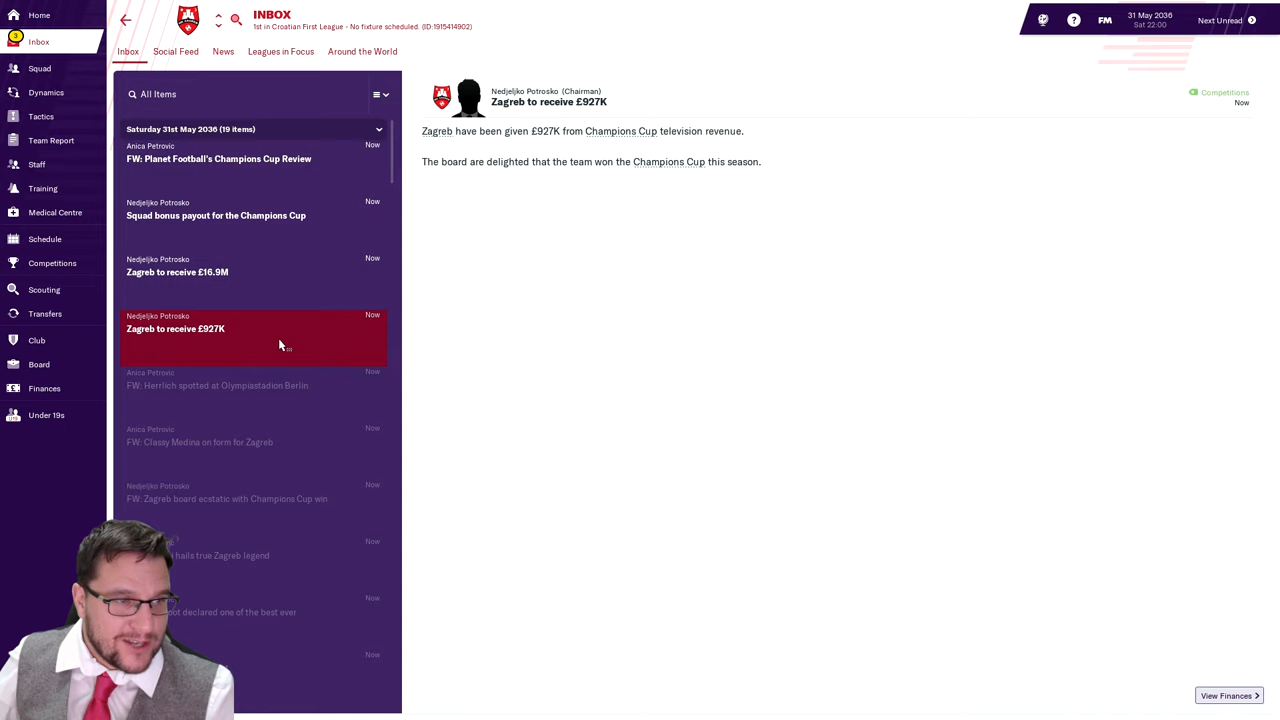 Home
INBOX
1st in Croatian First League - No fixture scheduled. (ID:1915414902)
31 May 2036
Sat 22:00
FM
Next Unread
3
Inbox
Inbox
Social Feed
News
Leagues in Focus
Around the World
Squad
Dynamics
Tactics
Team Report
Staff
Training
Medical Centre
Schedule
Competitions
Scouting
Transfers
Club
Board
Finances
Under 19s
All Items
Saturday 31st May 2036 (19 items)
Anica Petrovic
Now
FW: Planet Football's Champions Cup Review
Nedjeljko Potrosko
Now
Squad bonus payout for the Champions Cup
Nedjeljko Potrosko
Now
Zagreb to receive £16.9M
Nedjeljko Potrosko
Now
Zagreb to receive £927K
Anica Petrovic
Now
FW: Herrlich spotted at Olympiastadion Berlin
Anica Petrovic
Now
FW: Classy Medina on form for Zagreb
Nedjeljko Potrosko
Now
FW: Zagreb board ecstatic with Champions Cup win
Now
hails true Zagreb legend
Now
declared one of the best ever
Now
Nedjeljko Potrosko (Chairman)
Zagreb to receive £927K
Competitions
Now
Zagreb have been given £927K from Champions Cup television revenue.
The board are delighted that the team won the Champions Cup this season.
View Finances